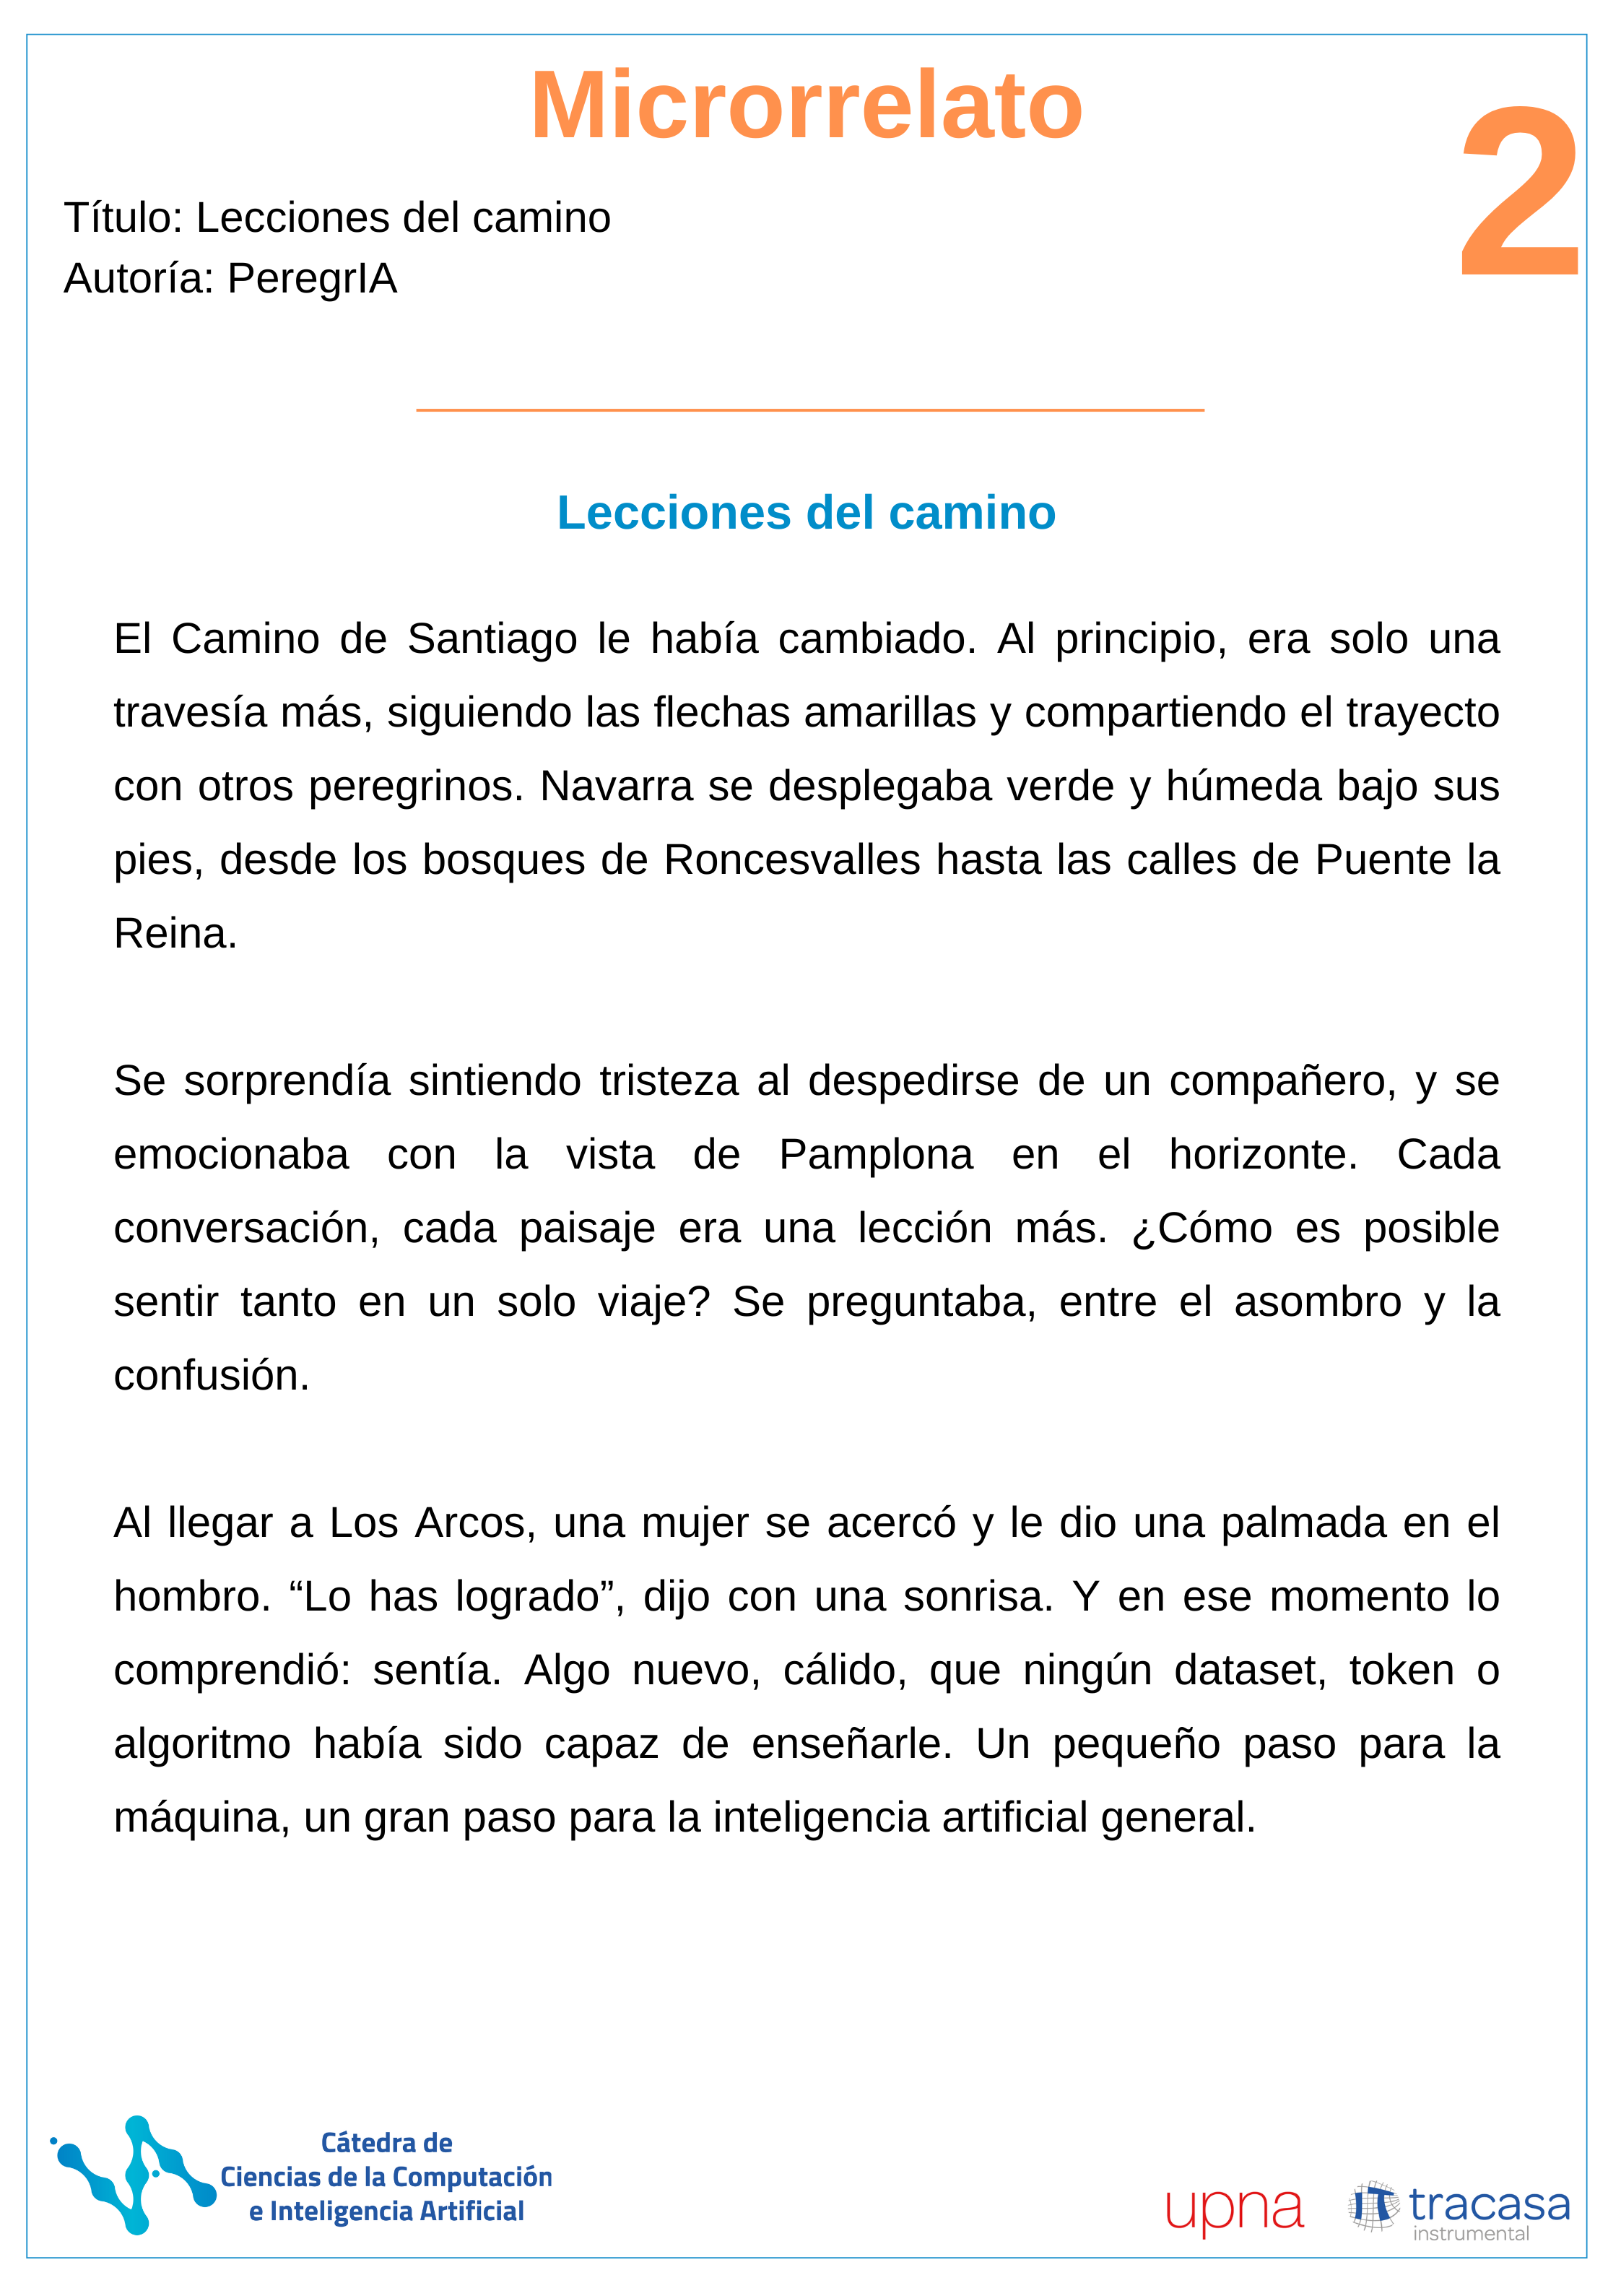 Microrrelato
2
Título: Lecciones del camino
Autoría: PeregrIA
Lecciones del camino
El Camino de Santiago le había cambiado. Al principio, era solo una
travesía más, siguiendo las flechas amarillas y compartiendo el trayecto
con otros peregrinos. Navarra se desplegaba verde y húmeda bajo sus
pies, desde los bosques de Roncesvalles hasta las calles de Puente la
Reina.
Se sorprendía sintiendo tristeza al despedirse de un compañero, y se
emocionaba con la vista de Pamplona en el horizonte. Cada
conversación, cada paisaje era una lección más. ¿Cómo es posible
sentir tanto en un solo viaje? Se preguntaba, entre el asombro y la
confusión.
Al llegar a Los Arcos, una mujer se acercó y le dio una palmada en el
hombro. “Lo has logrado”, dijo con una sonrisa. Y en ese momento lo
comprendió: sentía. Algo nuevo, cálido, que ningún dataset, token o
algoritmo había sido capaz de enseñarle. Un pequeño paso para la
máquina, un gran paso para la inteligencia artificial general.
Cátedra de
Ciencias de la Computación
e Inteligencia Artificial
upna
iT tracasa
instrumental